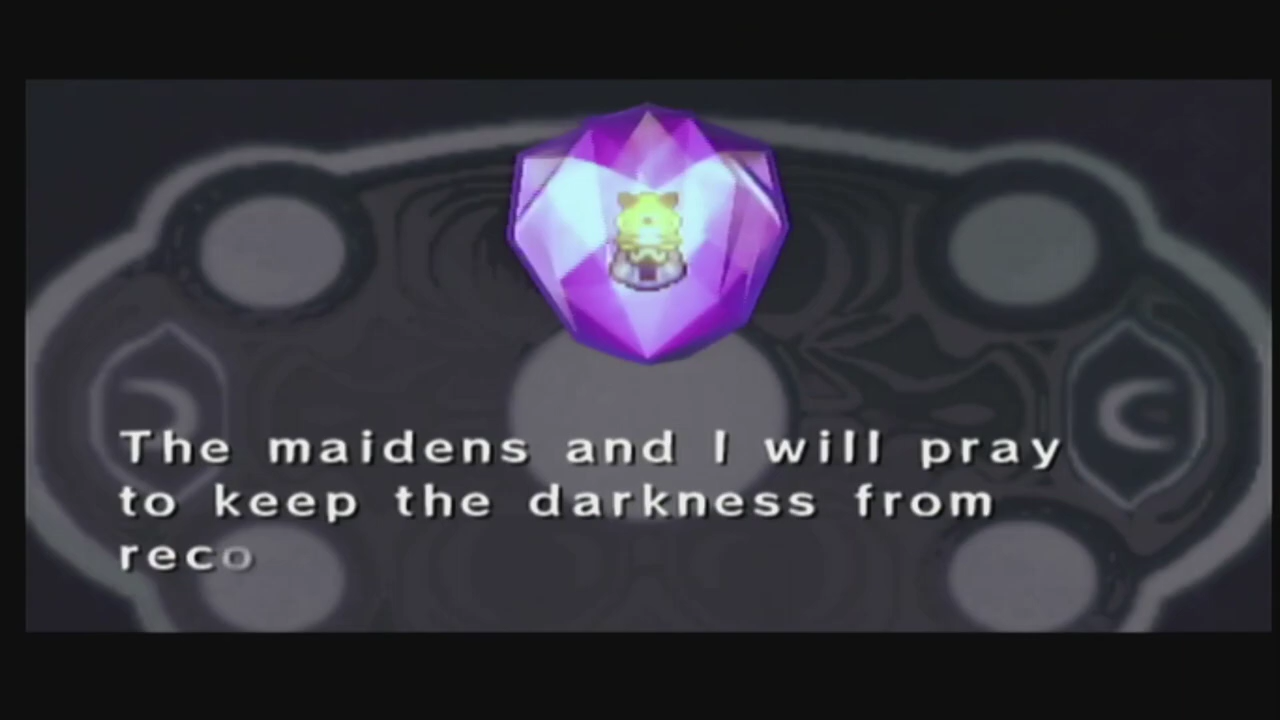 The maidens and I will pray
to keep the darkness from
reco